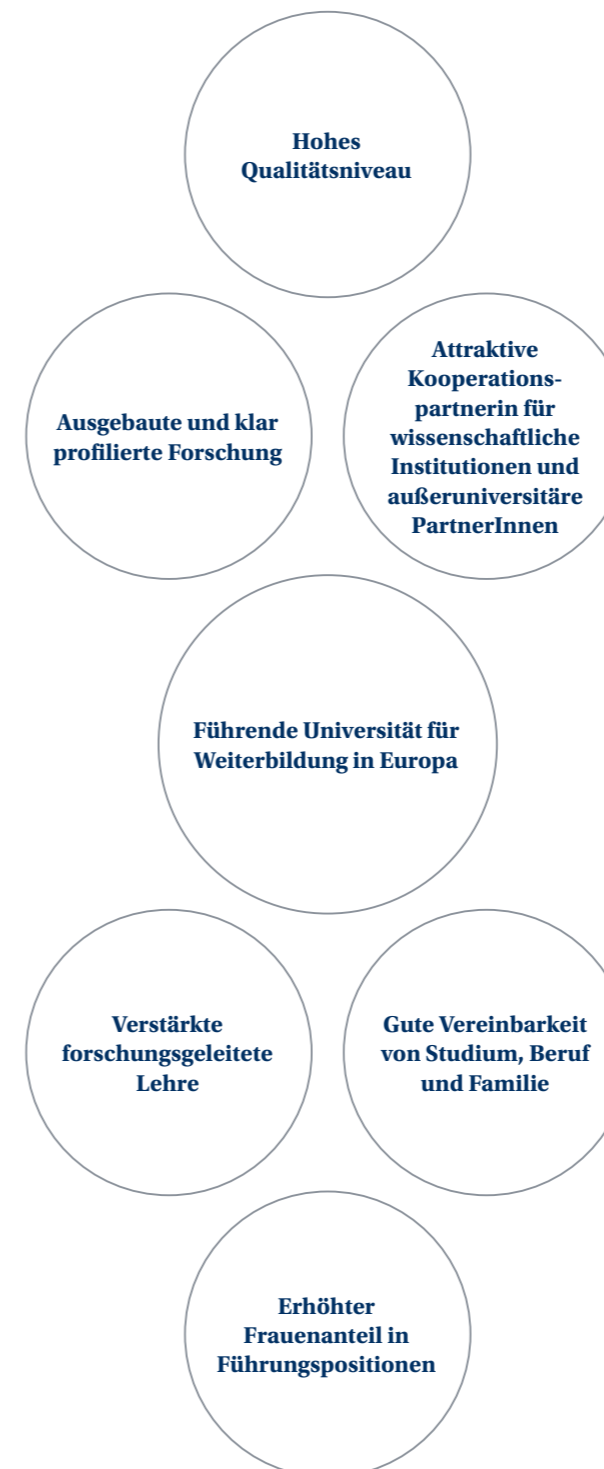 Hohes
Qualitätsniveau
Ausgebaute und klar
profilierte Forschung
Attraktive
Kooperations-
partnerin für
wissenschaftliche
Institutionen und
außeruniversitäre
PartnerInnen
Führende Universität für
Weiterbildung in Europa
Verstärkte
forschungsgeleitete
Lehre
Gute Vereinbarkeit
von Studium, Beruf
und Familie
Erhöhter
Frauenanteil in
Führungspositionen